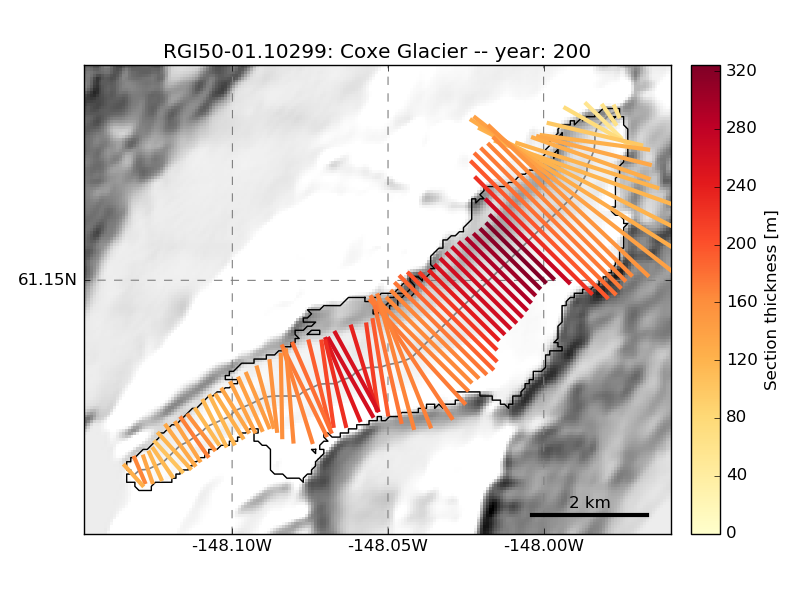 RGI50-01.10299: Coxe Glacier -- year: 200
320
280
240
200
160
120
80
40
0
Section thickness [m]
61.15N
2 km
-148.10W
-148.05W
-148.00W